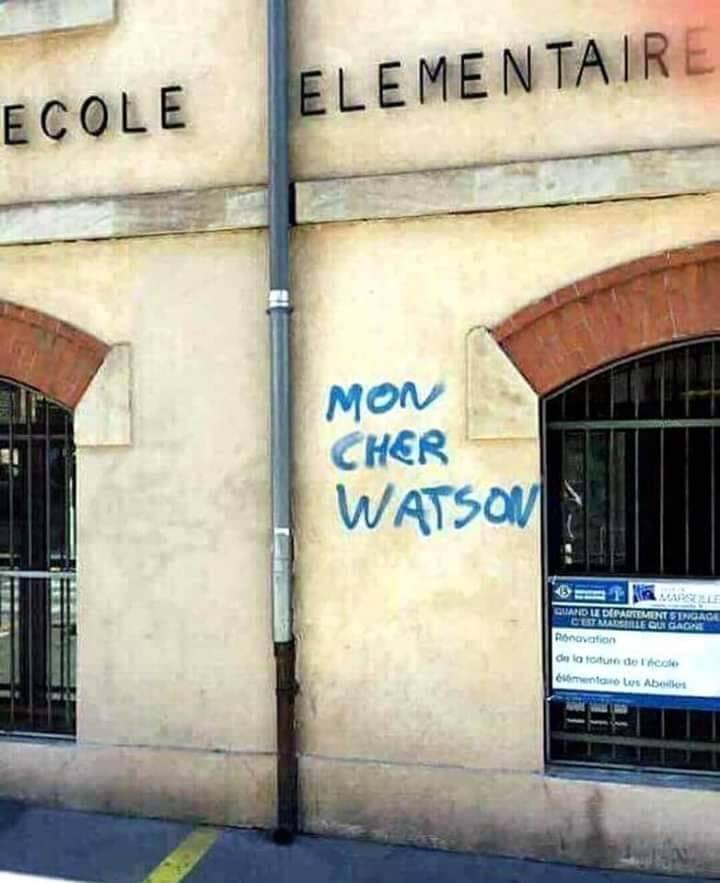 ECOLE ELEMENTAIRE
MON
CHER
WATSON
MARSEILLE
QUAND LE DÉPARTEMENT S'ENGAGE
C'EST MARSEILLE QUI GAGNE
Rénovation
de la toiture de l'école
élémentaire Les Abeilles